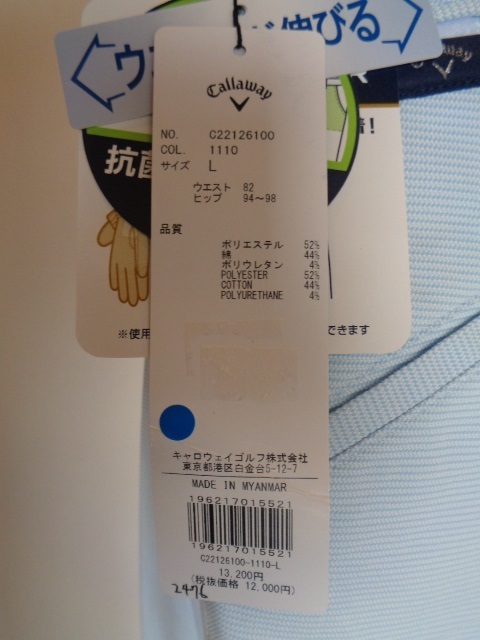 ウ
が伸びる
Callaway
抗菌
着!
NO. C22126100
COL. 1110
サイズ L
ウエスト 82
ヒップ 94～98
品質
ポリエステル 52%
綿 44%
ポリウレタン 4%
POLYESTER 52%
COTTON 44%
POLYURETHANE 4%
※使用
できます
キャロウェイゴルフ株式会社
東京都港区白金台5-12-7
MADE IN MYANMAR
196217015521
196217015521
C22126100-1110-L
13,200円
(税抜価格 12,000円)
2476